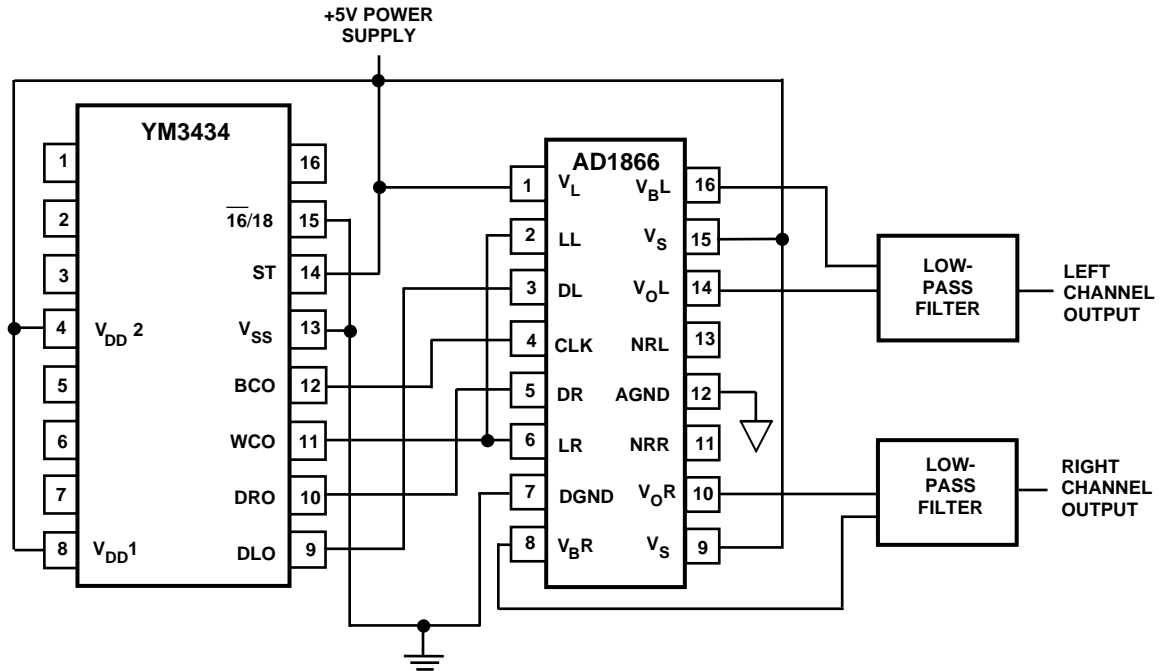 +5V POWER
SUPPLY
YM3434
1
2
3
4
5
6
7
8
16
15
14
13
12
11
10
9
V_DD 2
V_DD1
1̅6̅/18
ST
V_SS
BCO
WCO
DRO
DLO
AD1866
1
2
3
4
5
6
7
8
V_L
LL
DL
CLK
DR
LR
DGND
V_BR
V_BL
V_S
V_OL
NRL
AGND
NRR
V_OR
V_S
16
15
14
13
12
11
10
9
LOW-
PASS
FILTER
LEFT
CHANNEL
OUTPUT
LOW-
PASS
FILTER
RIGHT
CHANNEL
OUTPUT